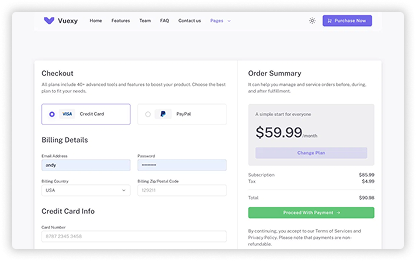 Vuexy
Home Features Team FAQ Contact us Pages
Purchase Now
Checkout
All plans include 40+ advanced tools and features to boost your product. Choose the best
plan to fit your needs.
VISA Credit Card
PayPal
Billing Details
Email Address
Password
andy
Billing Country
Billing Zip/Postal Code
USA
Credit Card Info
Card Number
Order Summary
It can help you manage and service orders before, during,
and after fulfillment.
A simple start for everyone
$59.99/month
Change Plan
Subscription $85.99
Tax $4.99
Total $90.98
Proceed With Payment →
By continuing, you accept to our Terms of Services and
Privacy Policy. Please note that payments are non-
refundable.